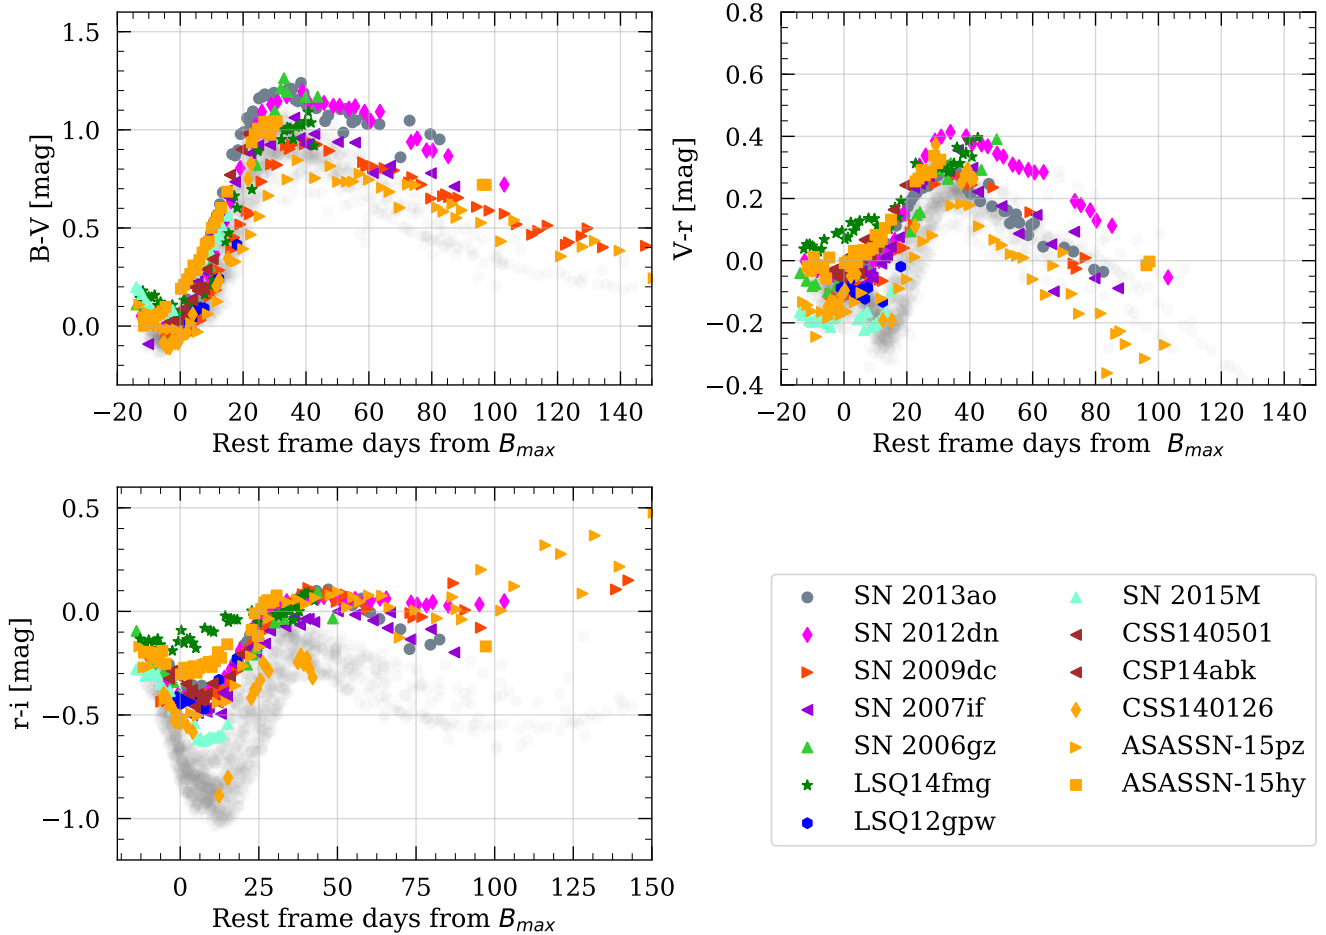 1.5
1.0
0.5
0.0
B-V [mag]
−20 0 20 40 60 80 100 120 140
Rest frame days from B_max
0.8
0.6
0.4
0.2
0.0
−0.2
−0.4
V-r [mag]
−20 0 20 40 60 80 100 120 140
Rest frame days from B_max
0.5
0.0
−0.5
−1.0
r-i [mag]
0 25 50 75 100 125 150
Rest frame days from B_max
SN 2013ao
SN 2012dn
SN 2009dc
SN 2007if
SN 2006gz
LSQ14fmg
LSQ12gpw
SN 2015M
CSS140501
CSP14abk
CSS140126
ASASSN-15pz
ASASSN-15hy